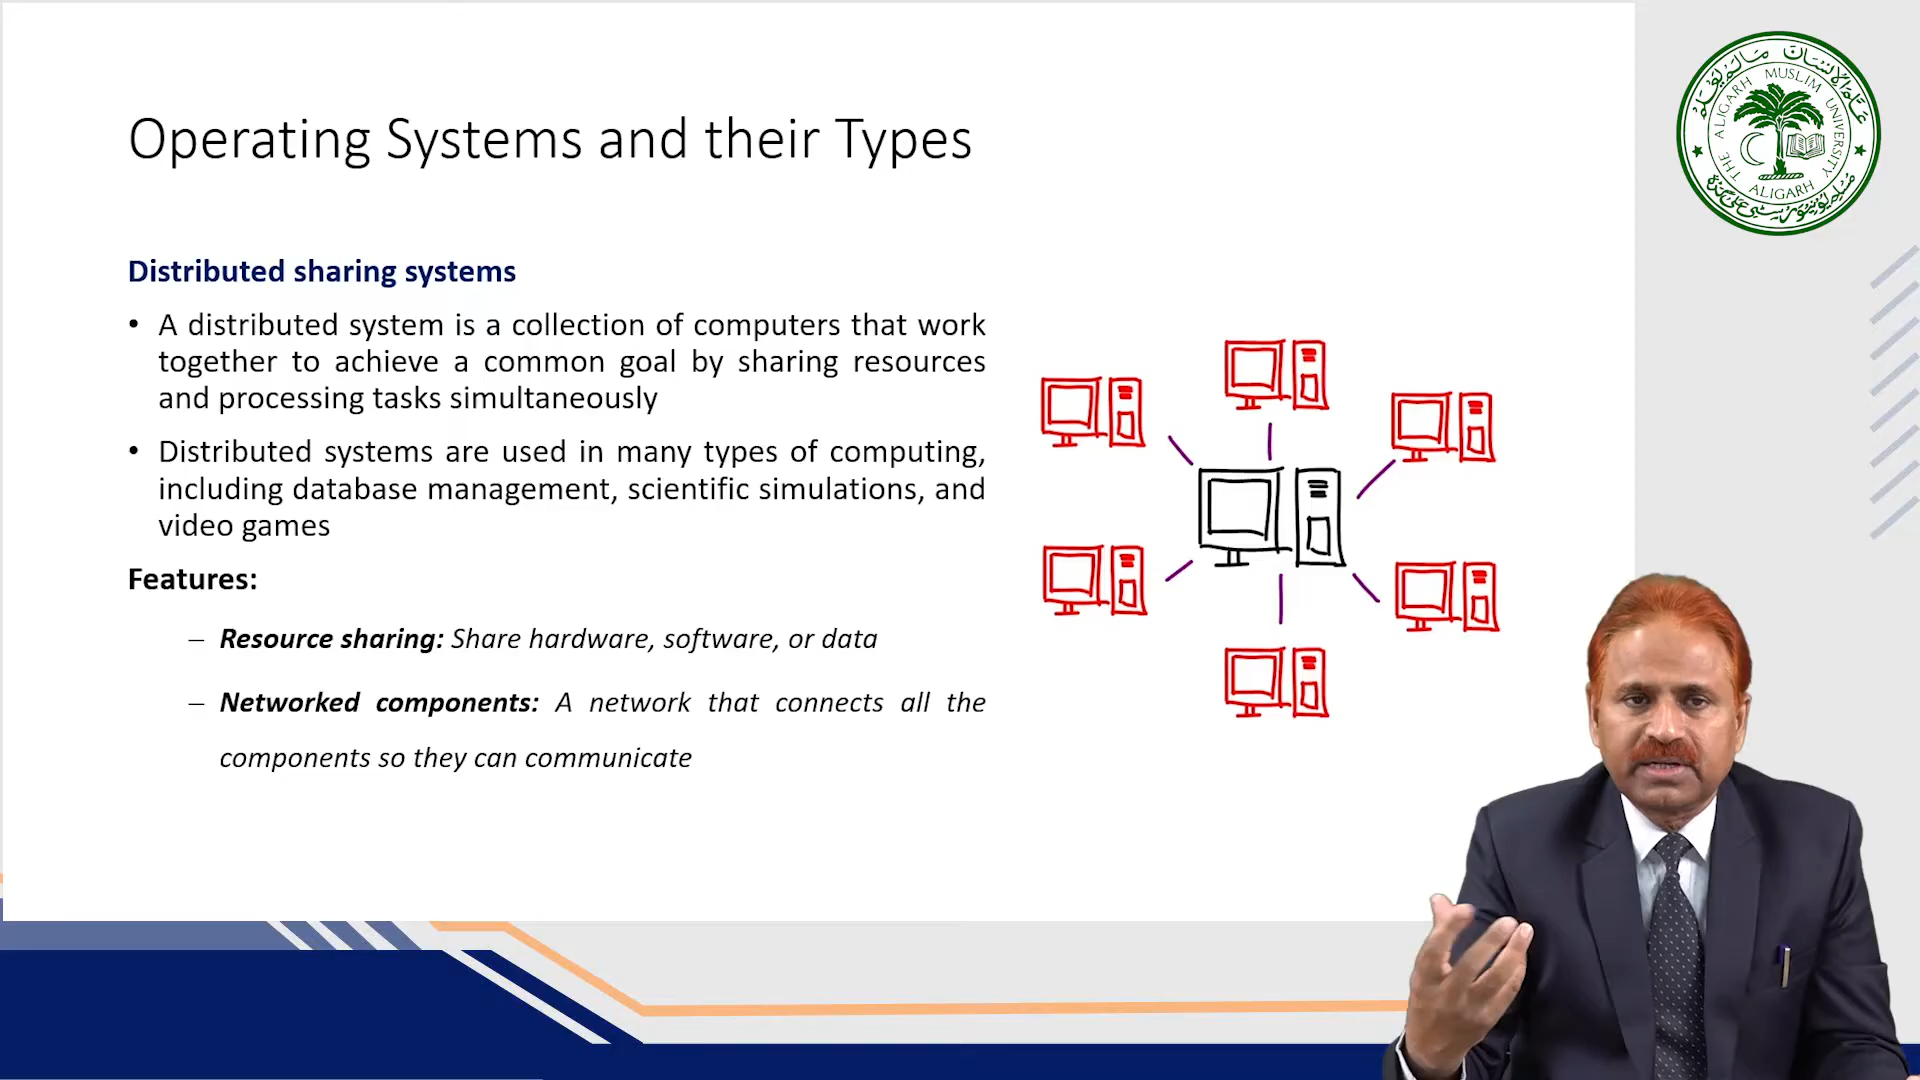 Operating Systems and their Types
Distributed sharing systems
• A distributed system is a collection of computers that work
together to achieve a common goal by sharing resources
and processing tasks simultaneously
• Distributed systems are used in many types of computing,
including database management, scientific simulations, and
video games
Features:
– Resource sharing: Share hardware, software, or data
– Networked components: A network that connects all the
components so they can communicate
THE ALIGARH MUSLIM UNIVERSITY
ALIGARH